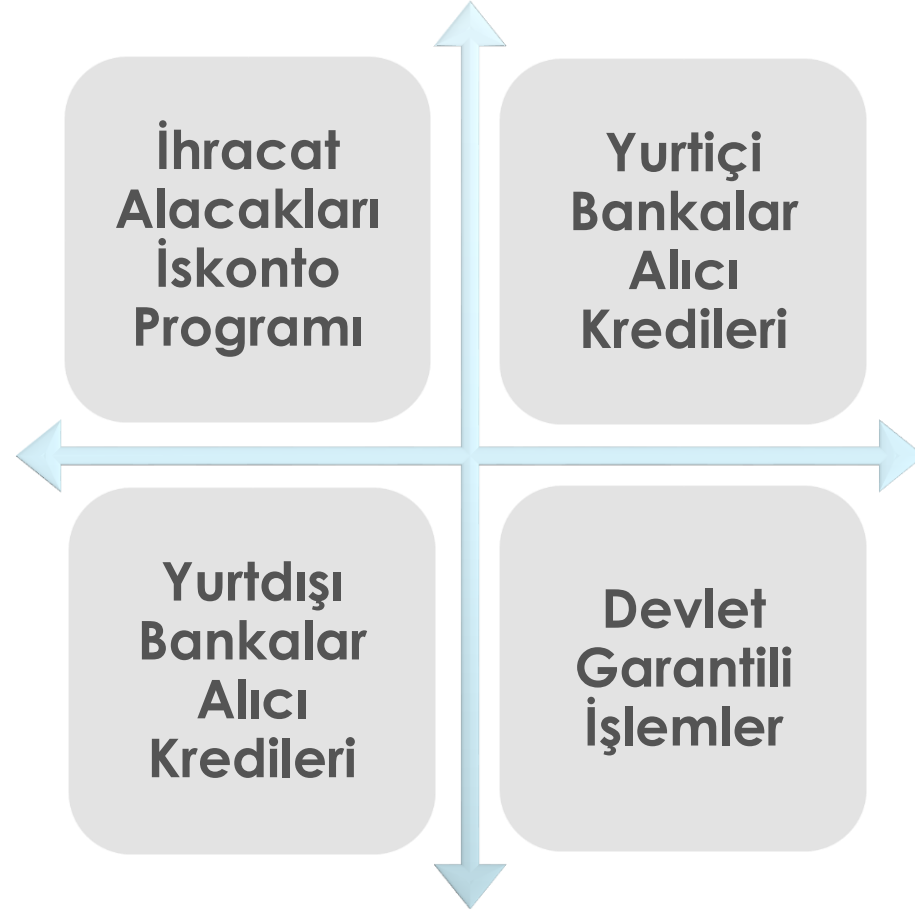 İhracat
Alacakları
İskonto
Programı
Yurtiçi
Bankalar
Alıcı
Kredileri
Yurtdışı
Bankalar
Alıcı
Kredileri
Devlet
Garantili
İşlemler